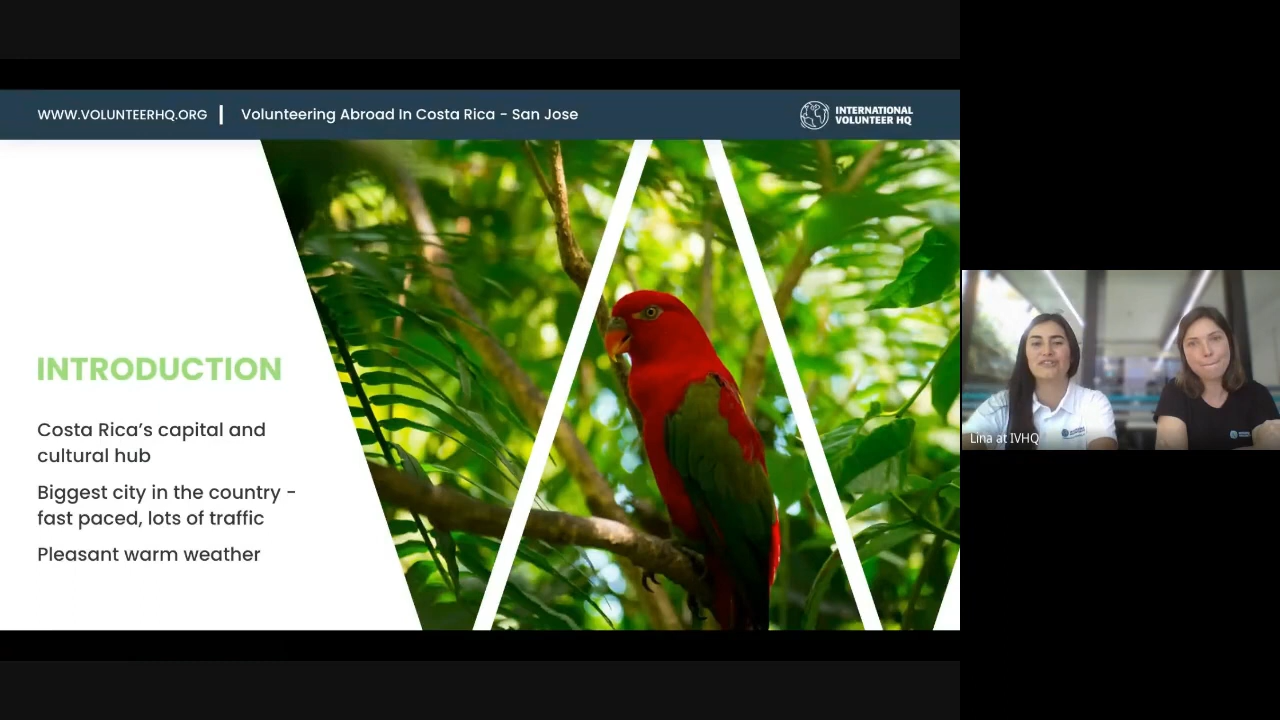 WWW.VOLUNTEERHQ.ORG | Volunteering Abroad In Costa Rica - San Jose
INTERNATIONAL
VOLUNTEER HQ
INTRODUCTION
Costa Rica's capital and
cultural hub
Biggest city in the country -
fast paced, lots of traffic
Pleasant warm weather
Lina at IVHQ